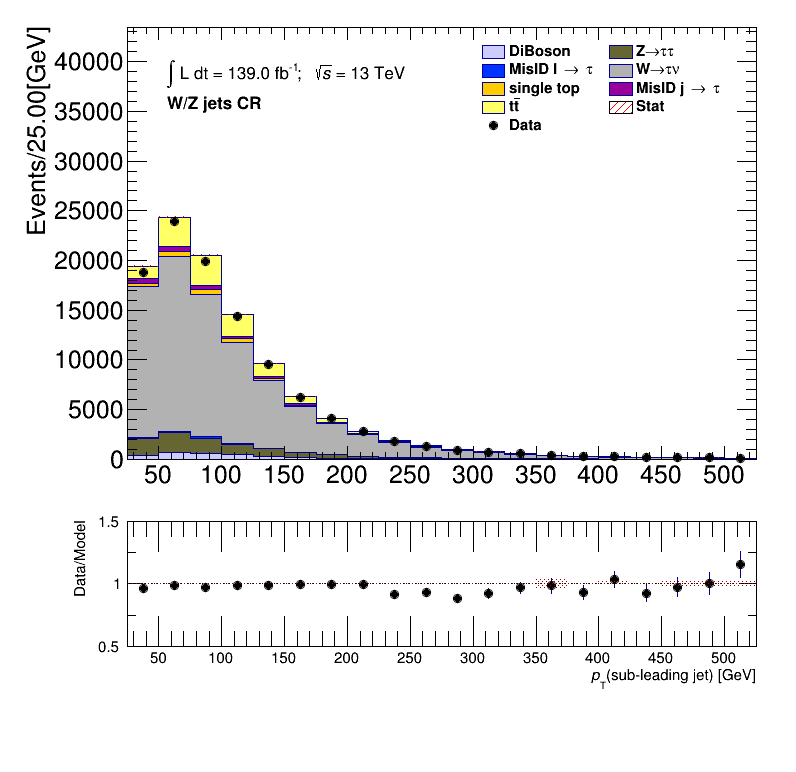 Events/25.00[GeV]
40000
35000
30000
25000
20000
15000
10000
5000
0
∫ L dt = 139.0 fb⁻¹; √s = 13 TeV
W/Z jets CR
DiBoson
MisID l → τ
single top
tt̄
Data
Z→ττ
W→τν
MisID j → τ
Stat
50 100 150 200 250 300 350 400 450 500
Data/Model
1.5
1
0.5
50 100 150 200 250 300 350 400 450 500
p_T(sub-leading jet) [GeV]